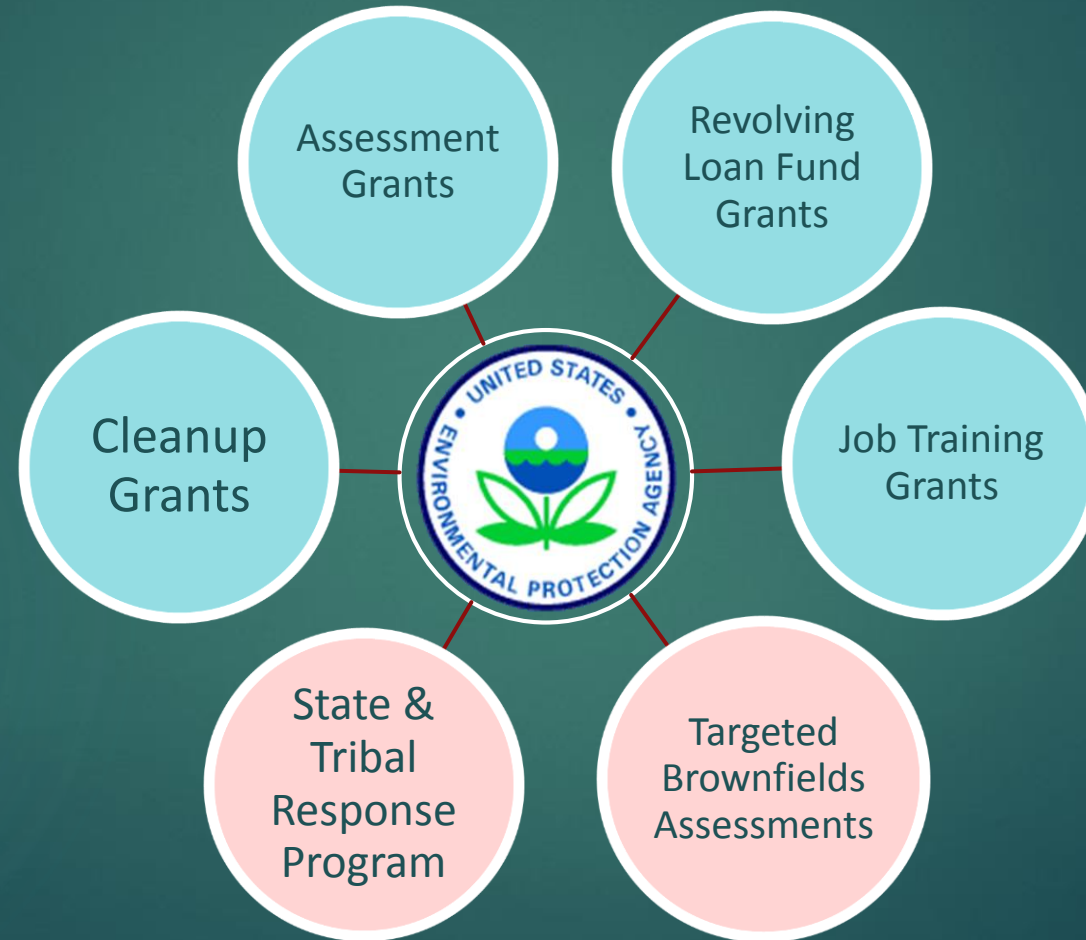 Assessment
Grants
Revolving
Loan Fund
Grants
Cleanup
Grants
UNITED STATES
ENVIRONMENTAL PROTECTION AGENCY
Job Training
Grants
State &
Tribal
Response
Program
Targeted
Brownfields
Assessments